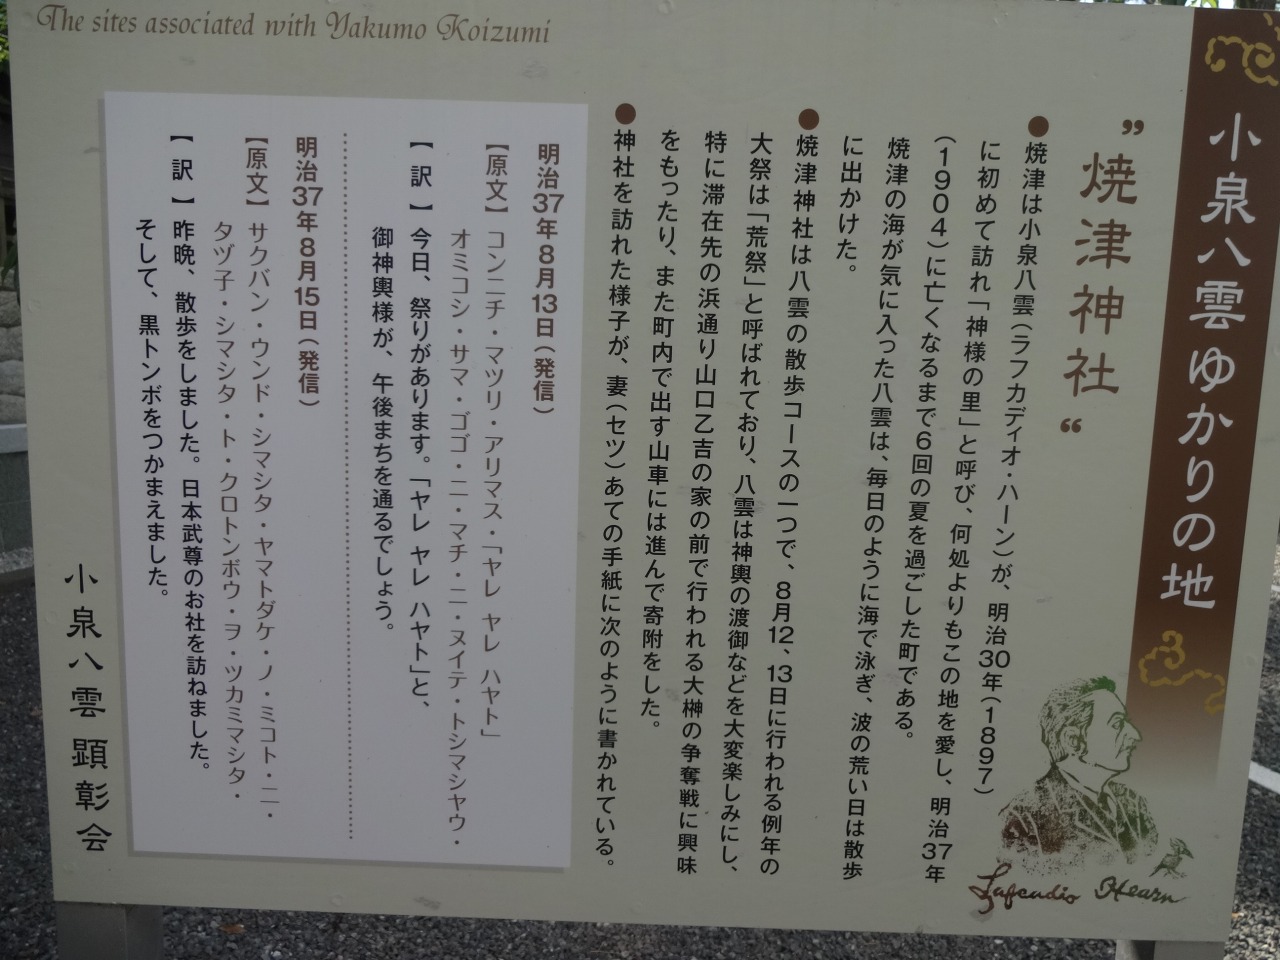 The sites associated with Yakumo Koizumi
小泉八雲ゆかりの地
”焼津神社“
●焼津は小泉八雲(ラフカディオ・ハーン)が、明治30年(1897)
に初めて訪れ「神様の里」と呼び、何処よりもこの地を愛し、明治37年
(1904)に亡くなるまで6回の夏を過ごした町である。
焼津の海が気に入った八雲は、毎日のように海で泳ぎ、波の荒い日は散歩
に出かけた。
●焼津神社は八雲の散歩コースの一つで、8月12、13日に行われる例年の
大祭は「荒祭」と呼ばれており、八雲は神輿の渡御などを大変楽しみにし、
特に滞在先の浜通り山口乙吉の家の前で行われる大榊の争奪戦に興味
をもったり、また町内で出す山車には進んで寄附をした。
●神社を訪れた様子が、妻(セツ)あての手紙に次のように書かれている。
明治37年8月13日(発信)
【原文】コンニチ・マツリ・アリマス・「ヤレ ヤレ ハヤト」
オミコシ・サマ・ゴゴ・ニ・マチ・ニ・ヌイテ・トシマシヤウ・
【訳】今日、祭りがあります。「ヤレ ヤレ ハヤト」と、
御神輿様が、午後まちを通るでしょう。
明治37年8月15日(発信)
【原文】サクバン・ウンド・シマシタ・ヤマトダケ・ノ・ミコト・ニ・
タヅ子・シマシタ・ト・クロトンボウ・ヲ・ツカミマシタ・
【訳】昨晩、散歩をしました。日本武尊のお社を訪ねました。
そして、黒トンボをつかまえました。
小泉八雲顕彰会
Lafcadio Hearn